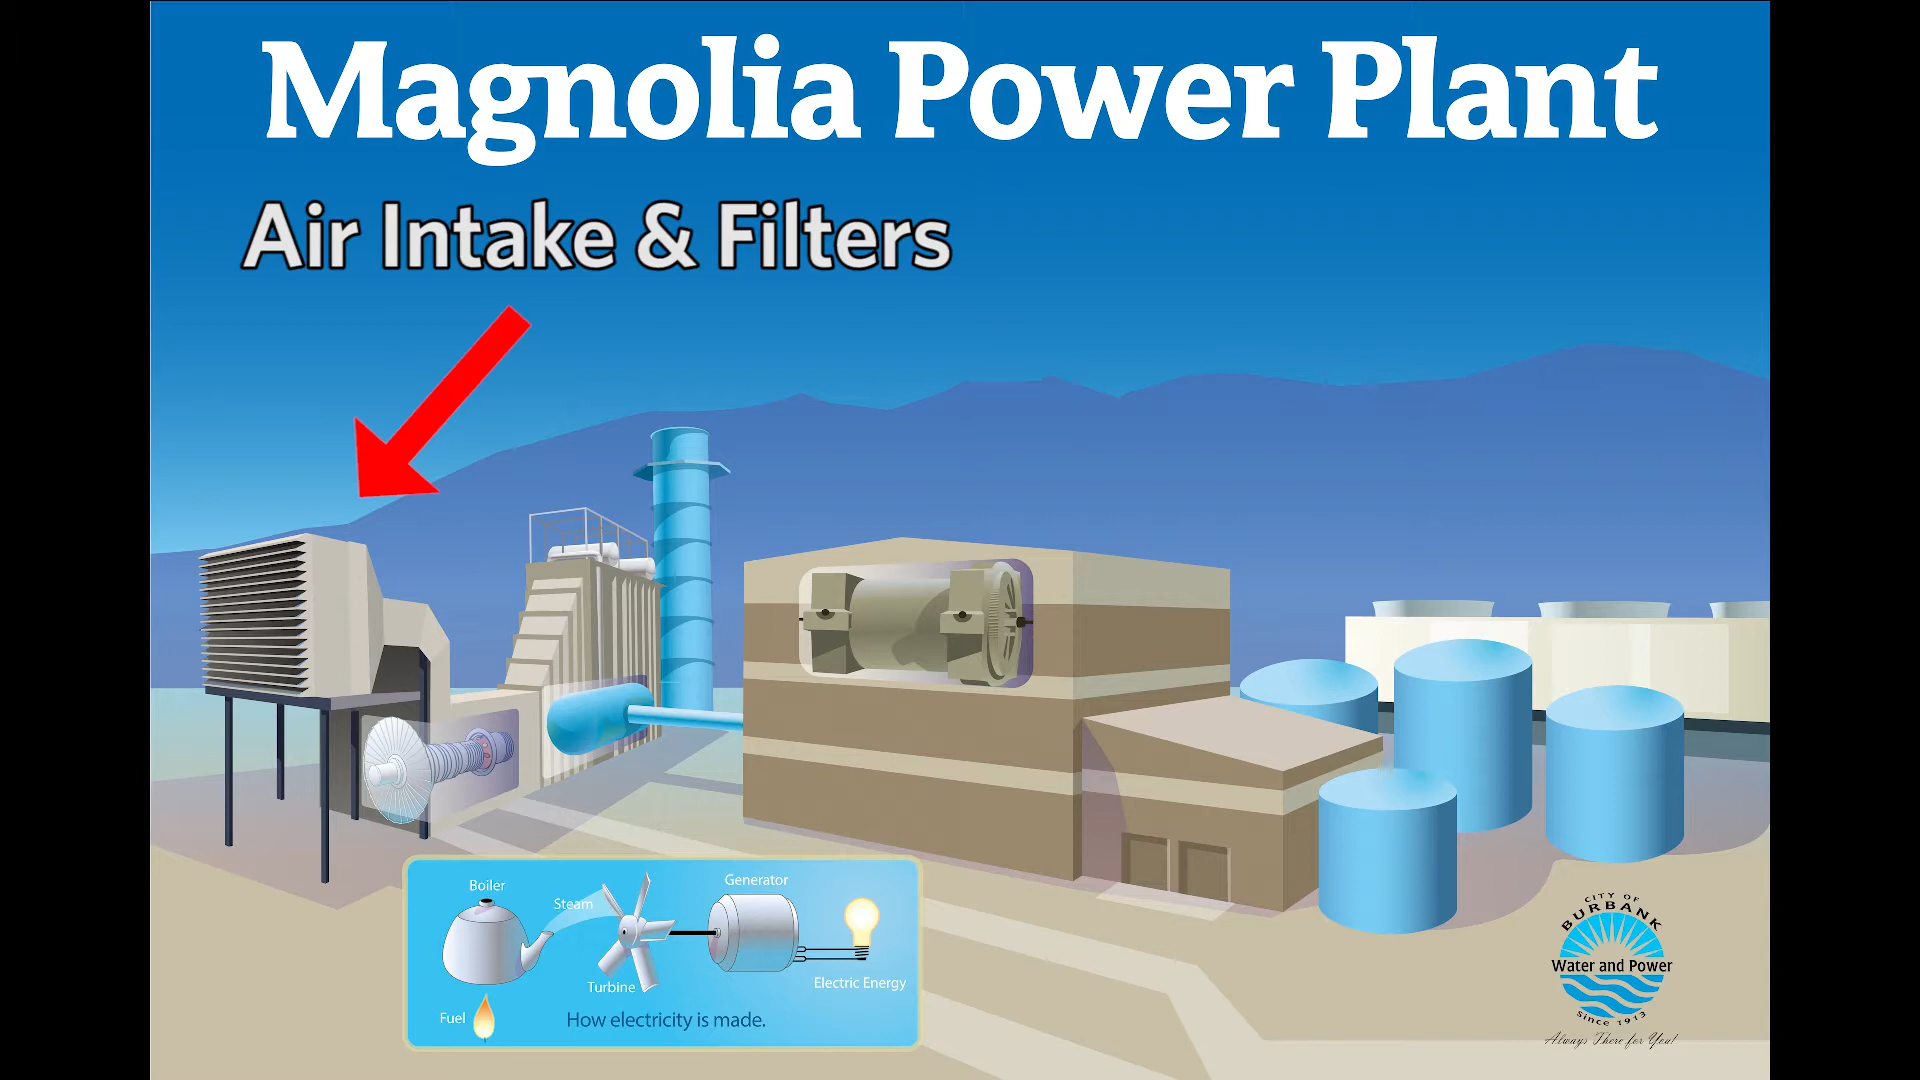 Magnolia Power Plant
Air Intake & Filters
Boiler
Steam
Generator
Turbine
Electric Energy
Fuel
How electricity is made.
CITY OF
BURBANK
Water and Power
Since 1913
Always There for You!